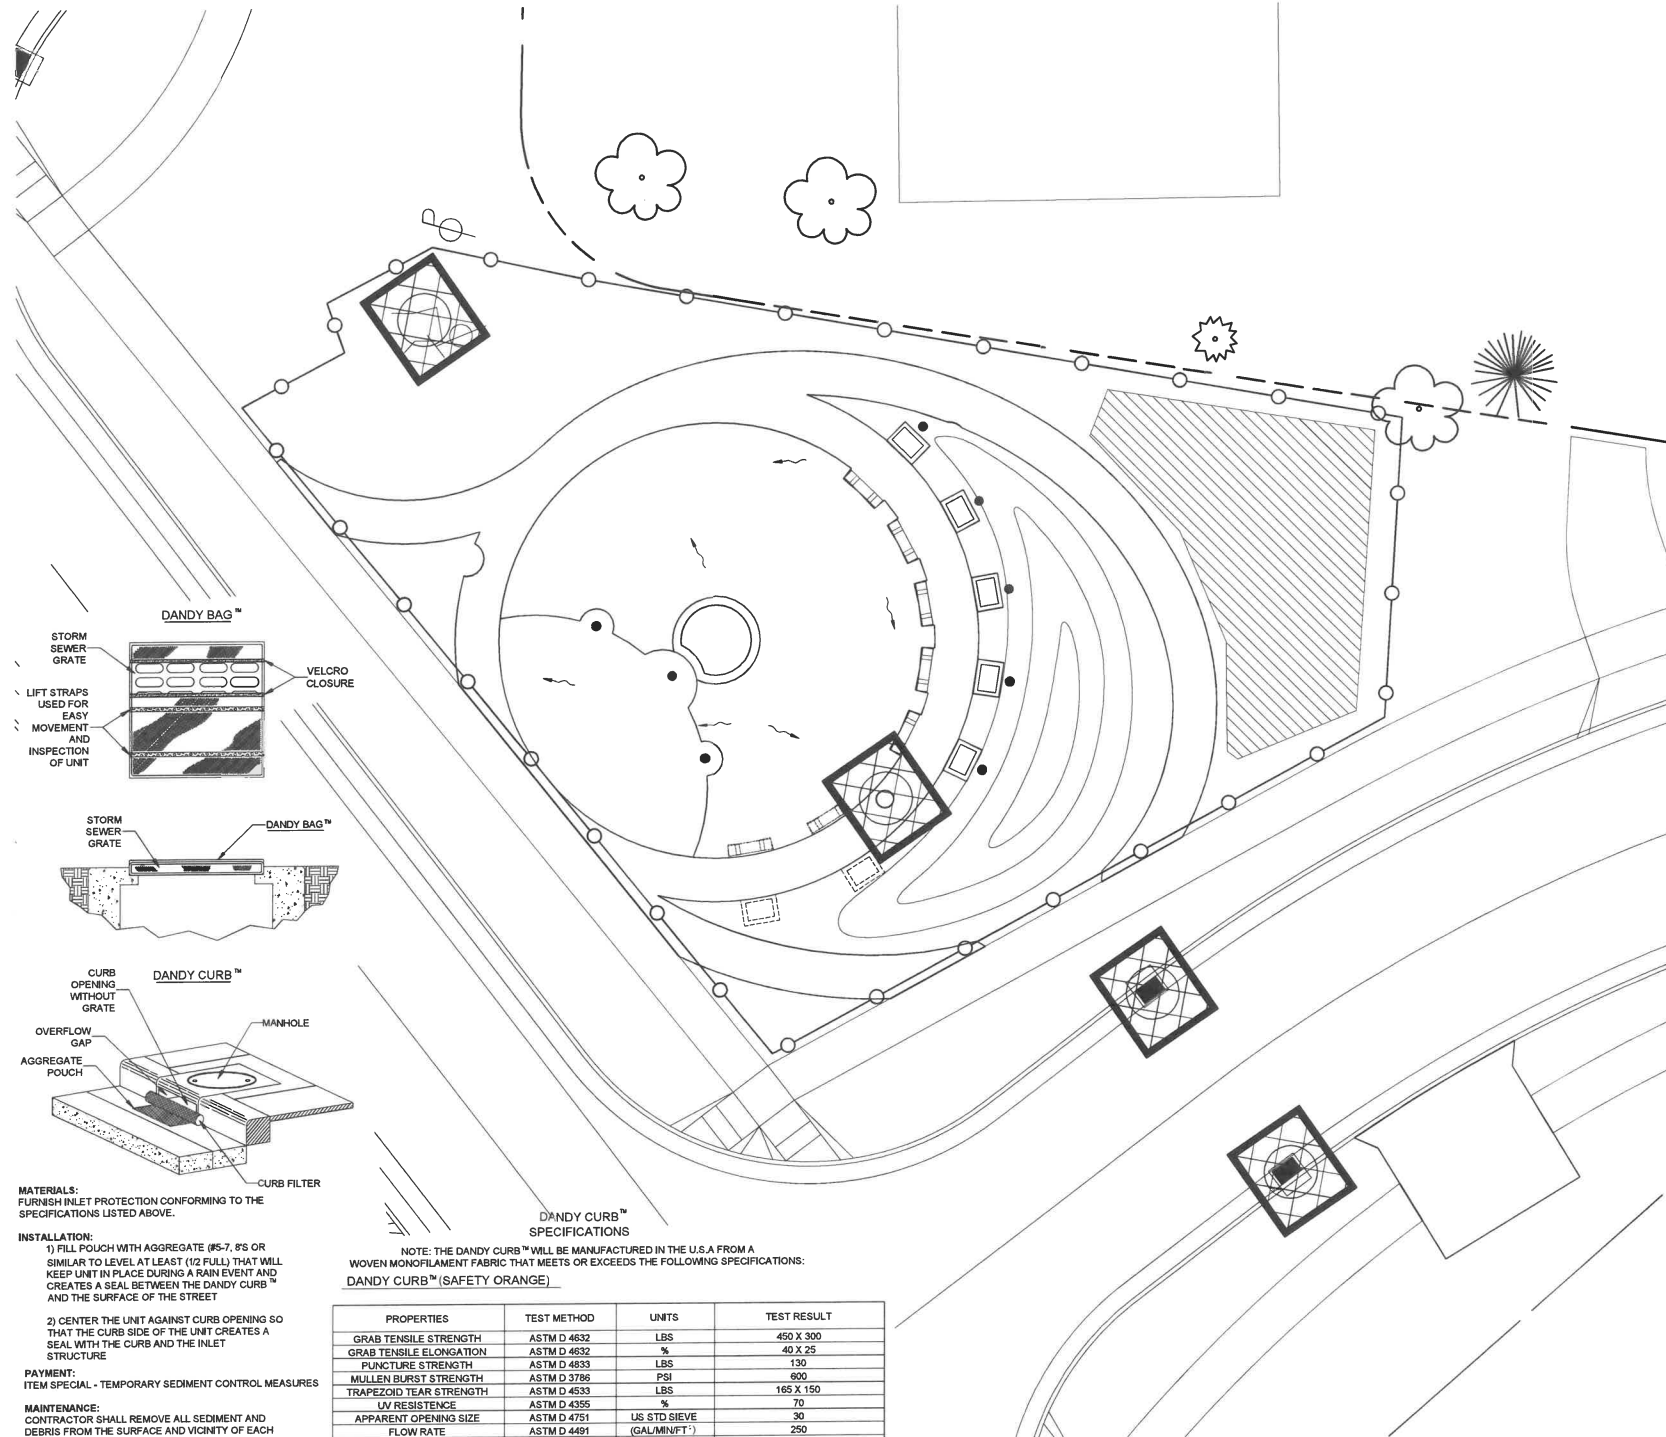 P
DANDY BAG™
STORM
SEWER
GRATE
VELCRO
CLOSURE
LIFT STRAPS
USED FOR
EASY
MOVEMENT
AND
INSPECTION
OF UNIT
STORM
SEWER
GRATE
DANDY BAG™
DANDY CURB™
CURB
OPENING
WITHOUT
GRATE
MANHOLE
OVERFLOW
GAP
AGGREGATE
POUCH
CURB FILTER
MATERIALS:
FURNISH INLET PROTECTION CONFORMING TO THE
SPECIFICATIONS LISTED ABOVE.
INSTALLATION:
1) FILL POUCH WITH AGGREGATE (#5-7, 8'S OR
SIMILAR TO LEVEL AT LEAST (1/2 FULL) THAT WILL
KEEP UNIT IN PLACE DURING A RAIN EVENT AND
CREATES A SEAL BETWEEN THE DANDY CURB™
AND THE SURFACE OF THE STREET
2) CENTER THE UNIT AGAINST CURB OPENING SO
THAT THE CURB SIDE OF THE UNIT CREATES A
SEAL WITH THE CURB AND THE INLET
STRUCTURE
PAYMENT:
ITEM SPECIAL - TEMPORARY SEDIMENT CONTROL MEASURES
MAINTENANCE:
CONTRACTOR SHALL REMOVE ALL SEDIMENT AND
DEBRIS FROM THE SURFACE AND VICINITY OF EACH
DANDY CURB™
SPECIFICATIONS
NOTE: THE DANDY CURB™ WILL BE MANUFACTURED IN THE U.S.A FROM A
WOVEN MONOFILAMENT FABRIC THAT MEETS OR EXCEEDS THE FOLLOWING SPECIFICATIONS:
DANDY CURB™ (SAFETY ORANGE)
PROPERTIES TEST METHOD UNITS TEST RESULT
GRAB TENSILE STRENGTH ASTM D 4632 LBS 450 X 300
GRAB TENSILE ELONGATION ASTM D 4632 % 40 X 25
PUNCTURE STRENGTH ASTM D 4833 LBS 130
MULLEN BURST STRENGTH ASTM D 3786 PSI 600
TRAPEZOID TEAR STRENGTH ASTM D 4533 LBS 165 X 150
UV RESISTENCE ASTM D 4355 % 70
APPARENT OPENING SIZE ASTM D 4751 US STD SIEVE 30
FLOW RATE ASTM D 4491 (GAL/MIN/FT²) 250